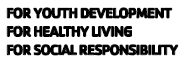 FOR YOUTH DEVELOPMENT
FOR HEALTHY LIVING
FOR SOCIAL RESPONSIBILITY